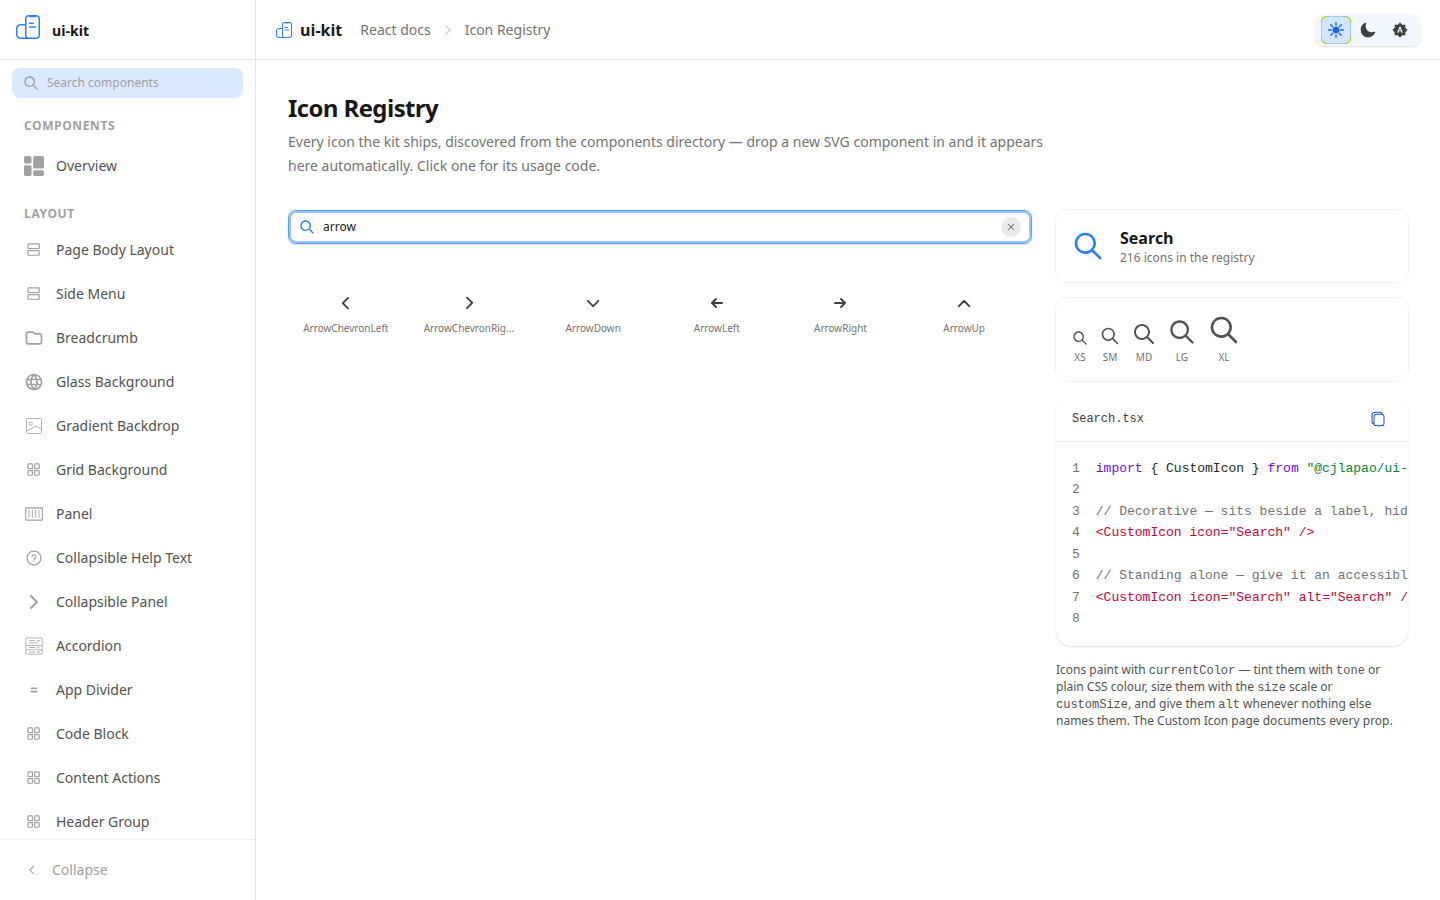 ui-kit
Search components
COMPONENTS
Overview
LAYOUT
Page Body Layout
Side Menu
Breadcrumb
Glass Background
Gradient Backdrop
Grid Background
Panel
Collapsible Help Text
Collapsible Panel
Accordion
App Divider
Code Block
Content Actions
Header Group
Collapse
ui-kit React docs Icon Registry
Icon Registry
Every icon the kit ships, discovered from the components directory — drop a new SVG component in and it appears
here automatically. Click one for its usage code.
arrow
ArrowChevronLeft ArrowChevronRig... ArrowDown ArrowLeft ArrowRight ArrowUp
Search
216 icons in the registry
XS SM MD LG XL
Search.tsx
1 import { CustomIcon } from "@cjlapao/ui-
2
3 // Decorative — sits beside a label, hid
4 <CustomIcon icon="Search" />
5
6 // Standing alone — give it an accessibl
7 <CustomIcon icon="Search" alt="Search" /
8
Icons paint with currentColor — tint them with tone or
plain CSS colour, size them with the size scale or
customSize, and give them alt whenever nothing else
names them. The Custom Icon page documents every prop.